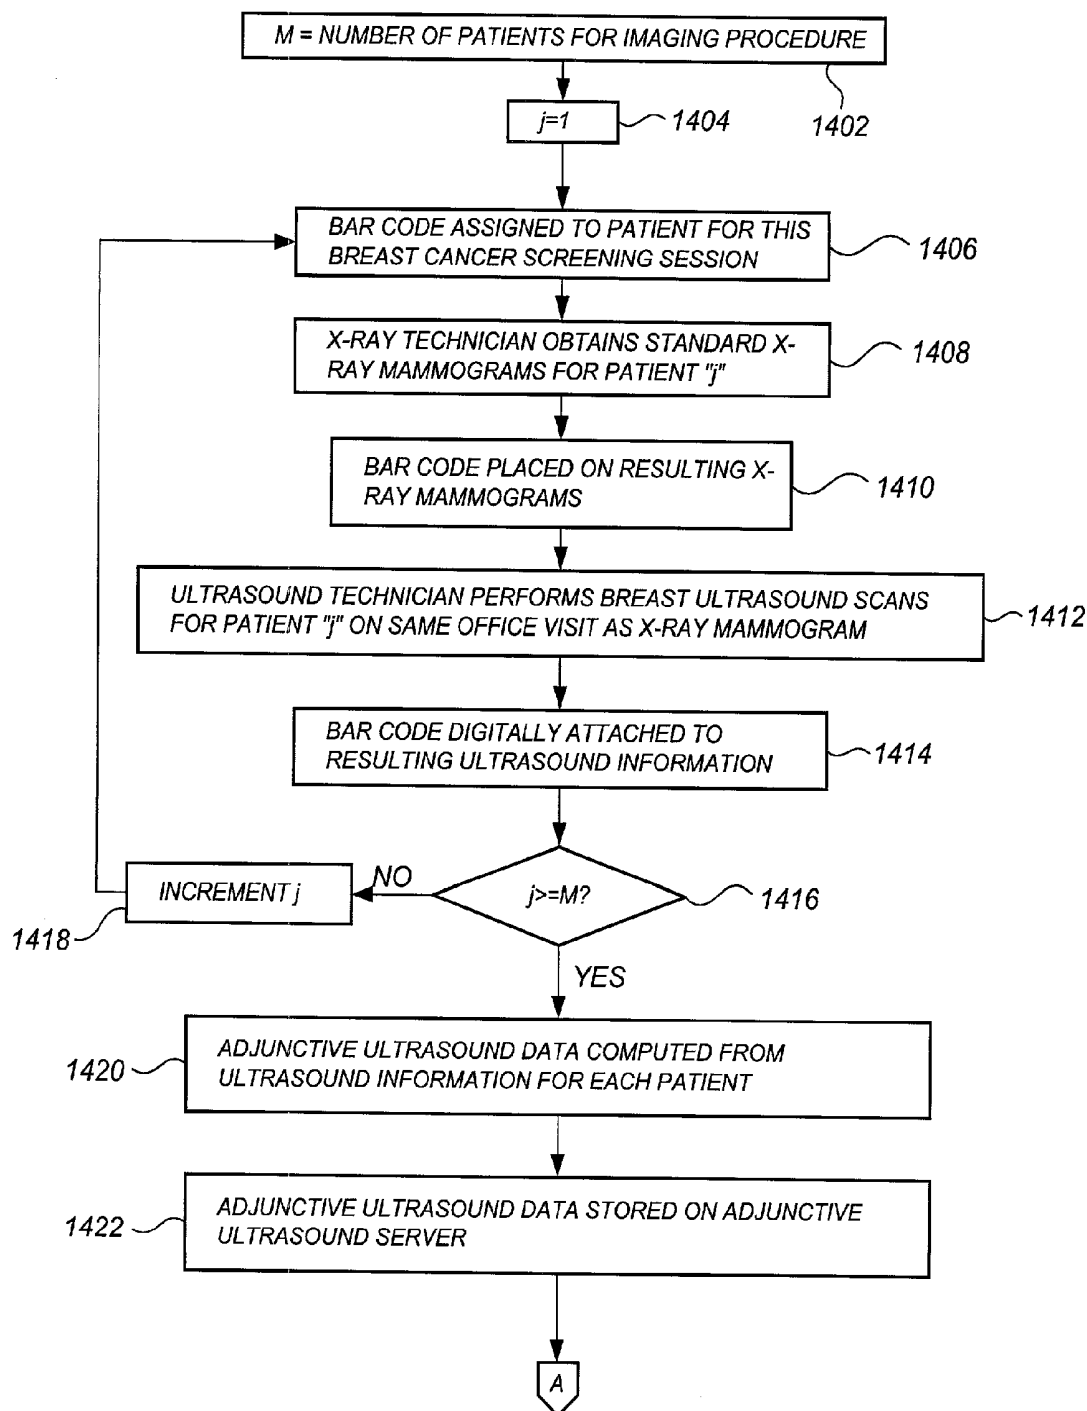 M = NUMBER OF PATIENTS FOR IMAGING PROCEDURE
1402
j=1
1404
BAR CODE ASSIGNED TO PATIENT FOR THIS
BREAST CANCER SCREENING SESSION
1406
X-RAY TECHNICIAN OBTAINS STANDARD X-
RAY MAMMOGRAMS FOR PATIENT "j"
1408
BAR CODE PLACED ON RESULTING X-
RAY MAMMOGRAMS
1410
ULTRASOUND TECHNICIAN PERFORMS BREAST ULTRASOUND SCANS
FOR PATIENT "j" ON SAME OFFICE VISIT AS X-RAY MAMMOGRAM
1412
BAR CODE DIGITALLY ATTACHED TO
RESULTING ULTRASOUND INFORMATION
1414
j>=M?
1416
NO
INCREMENT j
1418
YES
ADJUNCTIVE ULTRASOUND DATA COMPUTED FROM
ULTRASOUND INFORMATION FOR EACH PATIENT
1420
ADJUNCTIVE ULTRASOUND DATA STORED ON ADJUNCTIVE
ULTRASOUND SERVER
1422
A